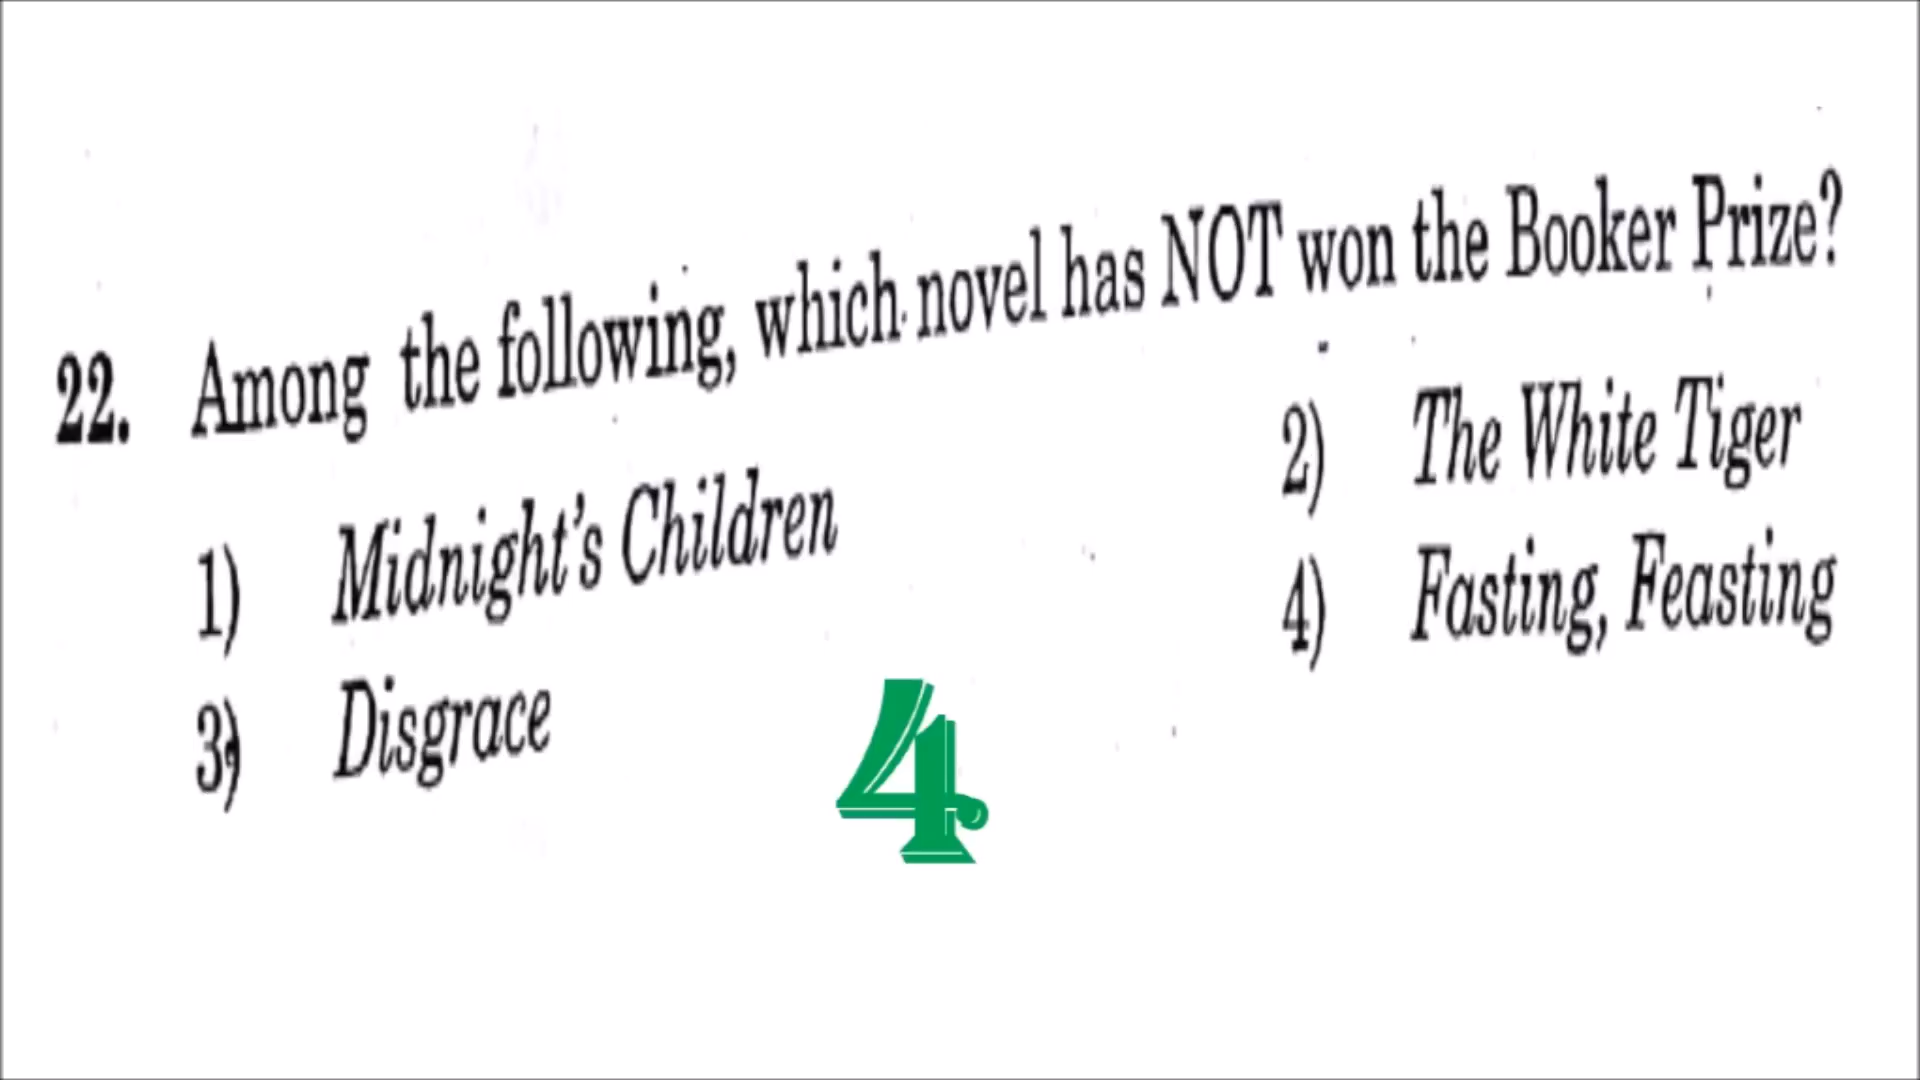 22. Among the following, which novel has NOT won the Booker Prize?
1) Midnight's Children 2) The White Tiger
3) Disgrace 4) Fasting, Feasting
4